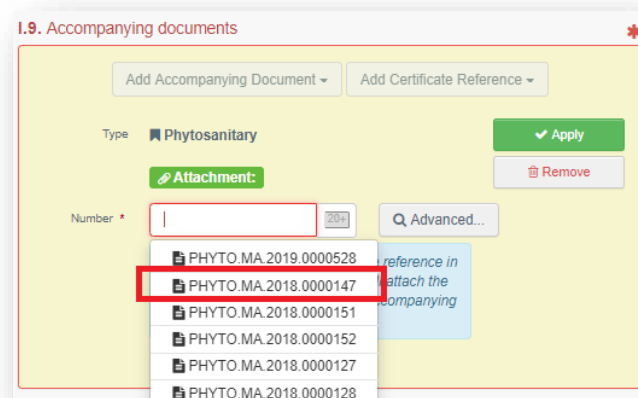 I.9. Accompanying documents
Add Accompanying Document
Add Certificate Reference
Type
Phytosanitary
Apply
Attachment:
Remove
Number *
20+
Advanced...
PHYTO.MA.2019.0000528
reference in
PHYTO.MA.2018.0000147
attach the
PHYTO.MA.2018.0000151
PHYTO.MA.2018.0000152
PHYTO.MA.2018.0000127
PHYTO.MA.2018.0000128